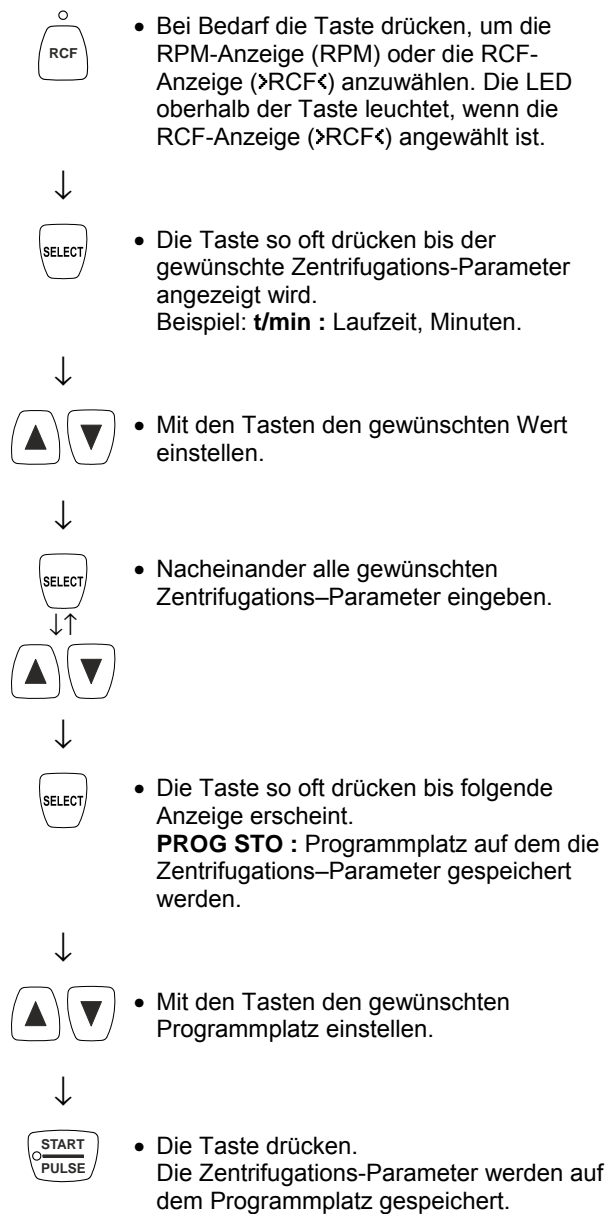 RCF
• Bei Bedarf die Taste drücken, um die
RPM-Anzeige (RPM) oder die RCF-
Anzeige (>RCF<) anzuwählen. Die LED
oberhalb der Taste leuchtet, wenn die
RCF-Anzeige (>RCF<) angewählt ist.
↓
SELECT
• Die Taste so oft drücken bis der
gewünschte Zentrifugations-Parameter
angezeigt wird.
Beispiel: t/min : Laufzeit, Minuten.
↓
▲ ▼
• Mit den Tasten den gewünschten Wert
einstellen.
↓
SELECT
• Nacheinander alle gewünschten
Zentrifugations–Parameter eingeben.
↓↑
▲ ▼
↓
SELECT
• Die Taste so oft drücken bis folgende
Anzeige erscheint.
PROG STO : Programmplatz auf dem die
Zentrifugations–Parameter gespeichert
werden.
↓
▲ ▼
• Mit den Tasten den gewünschten
Programmplatz einstellen.
↓
START
PULSE
• Die Taste drücken.
Die Zentrifugations-Parameter werden auf
dem Programmplatz gespeichert.